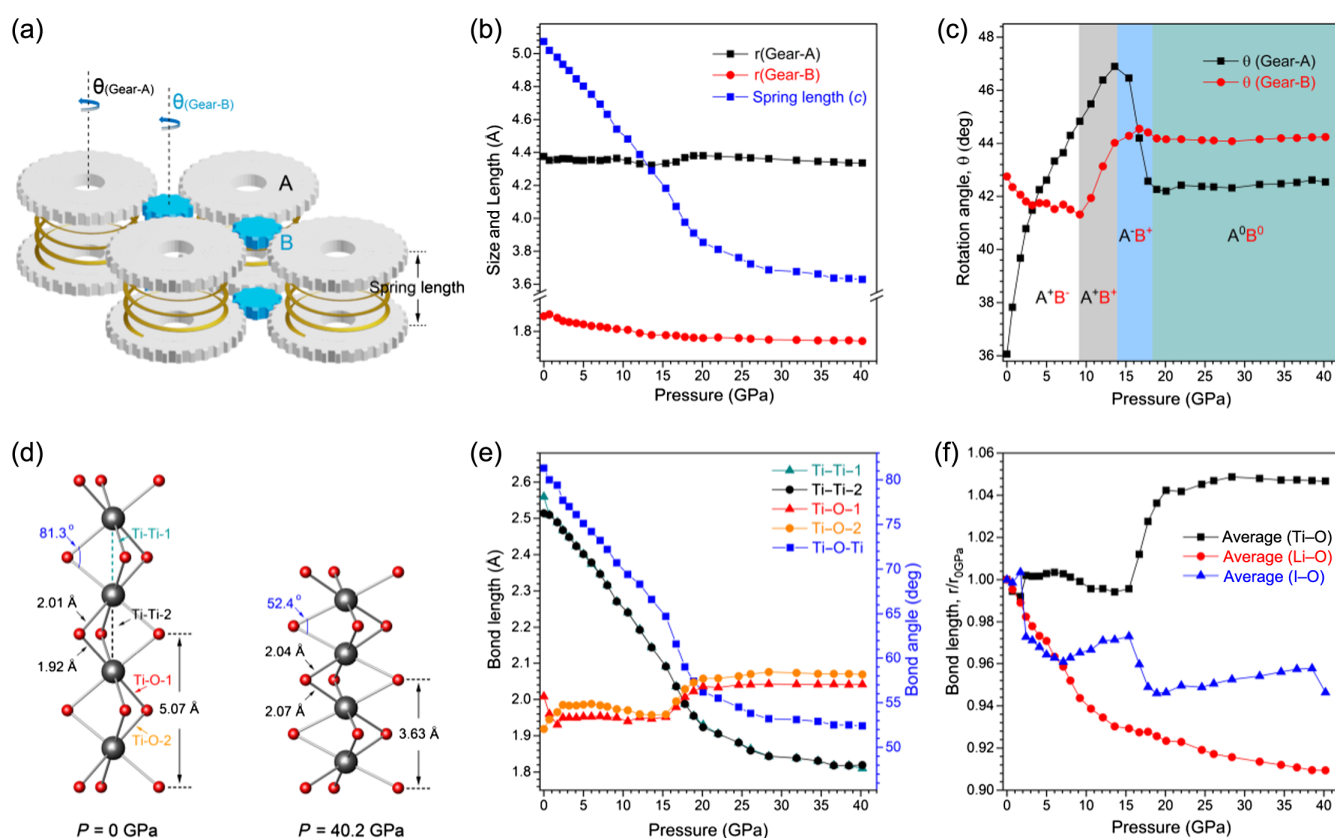 (a)
θ(Gear-A)
θ(Gear-B)
A
B
Spring length
(b)
r(Gear-A)
r(Gear-B)
Spring length (c)
Size and Length (Å)
5.0
4.8
4.6
4.4
4.2
4.0
3.8
3.6
1.8
0 5 10 15 20 25 30 35 40
Pressure (GPa)
(c)
θ (Gear-A)
θ (Gear-B)
Rotation angle, θ (deg)
48
46
44
42
40
38
36
A⁺B⁻
A⁺B⁺
A⁻B⁺
A⁰B⁰
0 5 10 15 20 25 30 35 40
Pressure (GPa)
(d)
81.3°
Ti-Ti-1
2.01 Å
Ti-Ti-2
1.92 Å
Ti-O-1
5.07 Å
Ti-O-2
P = 0 GPa
52.4°
2.04 Å
2.07 Å
3.63 Å
P = 40.2 GPa
(e)
Ti–Ti–1
Ti–Ti–2
Ti–O–1
Ti–O–2
Ti–O-Ti
Bond length (Å)
2.6
2.5
2.4
2.3
2.2
2.1
2.0
1.9
1.8
Bond angle (deg)
80
75
70
65
60
55
50
0 5 10 15 20 25 30 35 40
Pressure (GPa)
(f)
Average (Ti–O)
Average (Li–O)
Average (I–O)
Bond length, r/r0GPa
1.06
1.04
1.02
1.00
0.98
0.96
0.94
0.92
0.90
0 5 10 15 20 25 30 35 40
Pressure (GPa)